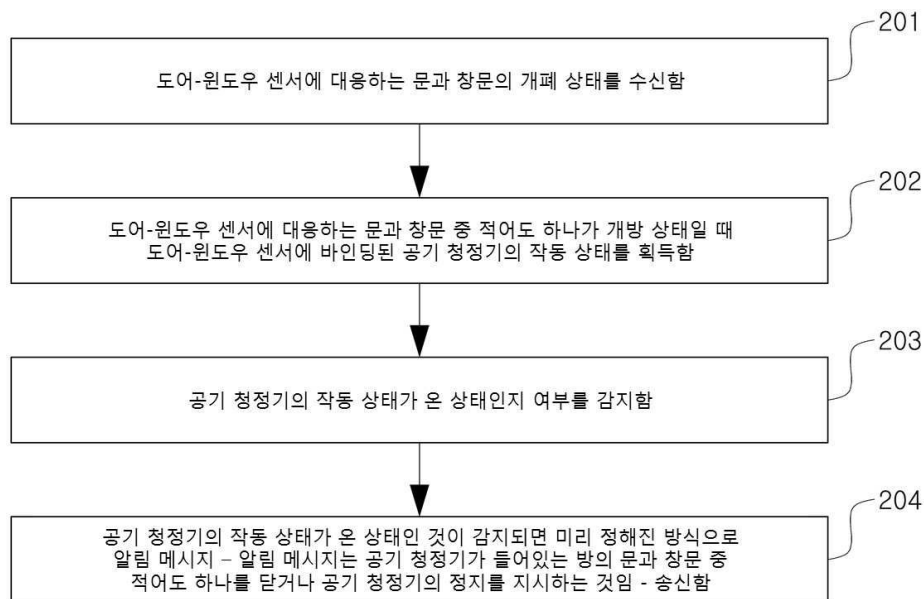 201
도어-윈도우 센서에 대응하는 문과 창문의 개폐 상태를 수신함
202
도어-윈도우 센서에 대응하는 문과 창문 중 적어도 하나가 개방 상태일 때
도어-윈도우 센서에 바인딩된 공기 청정기의 작동 상태를 획득함
203
공기 청정기의 작동 상태가 온 상태인지 여부를 감지함
204
공기 청정기의 작동 상태가 온 상태인 것이 감지되면 미리 정해진 방식으로
알림 메시지 – 알림 메시지는 공기 청정기가 들어있는 방의 문과 창문 중
적어도 하나를 닫거나 공기 청정기의 정지를 지시하는 것임 - 송신함